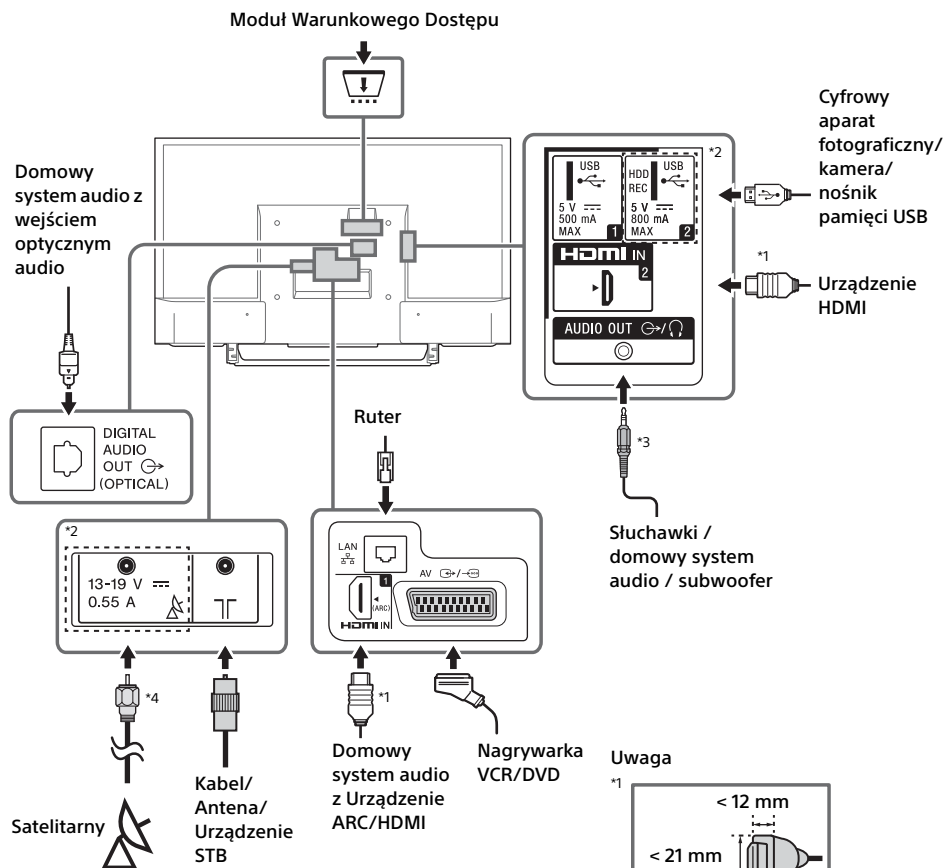 Moduł Warunkowego Dostępu
Domowy
system audio z
wejściem
optycznym
audio
DIGITAL
AUDIO
OUT
(OPTICAL)
*2
USB
5 V
500 mA
MAX
1
HDD
REC
USB
5 V
800 mA
MAX
2
HDMI IN
2
AUDIO OUT
Cyfrowy
aparat
fotograficzny/
kamera/
nośnik
pamięci USB
*1
Urządzenie
HDMI
*3
Słuchawki /
domowy system
audio / subwoofer
Ruter
LAN
1
(ARC)
HDMI IN
AV
*2
13-19 V
0.55 A
*4
*1
Satelitarny
Kabel/
Antena/
Urządzenie
STB
Domowy
system audio
z Urządzenie
ARC/HDMI
Nagrywarka
VCR/DVD
Uwaga
*1
< 12 mm
< 21 mm